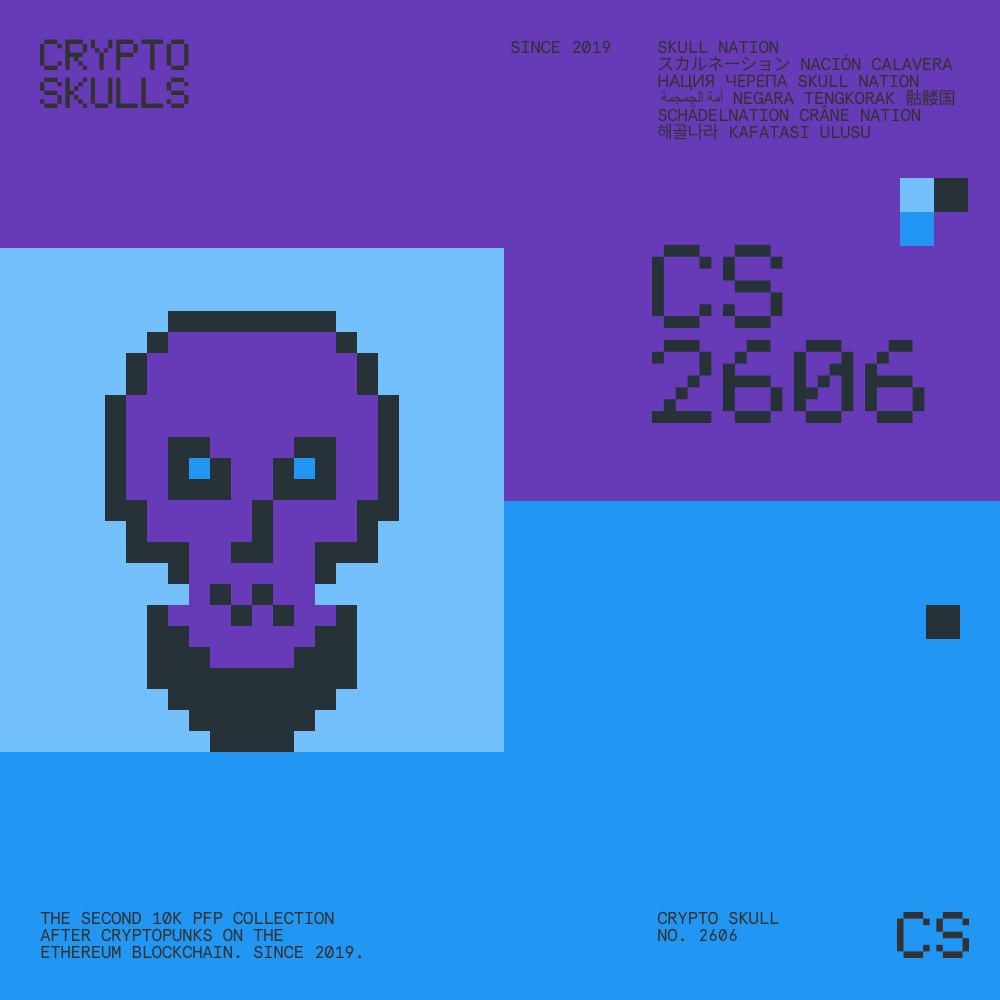 CRYPTO
SKULLS
SINCE 2019
SKULL NATION
スカルネーション NACIÓN CALAVERA
НАЦИЯ ЧЕРЕПА SKULL NATION
أمة الجمجمة NEGARA TENGKORAK 骷髅国
SCHÄDELNATION CRÂNE NATION
해골나라 KAFATASI ULUSU
CS
2606
THE SECOND 10K PFP COLLECTION
AFTER CRYPTOPUNKS ON THE
ETHEREUM BLOCKCHAIN. SINCE 2019.
CRYPTO SKULL
NO. 2606
CS